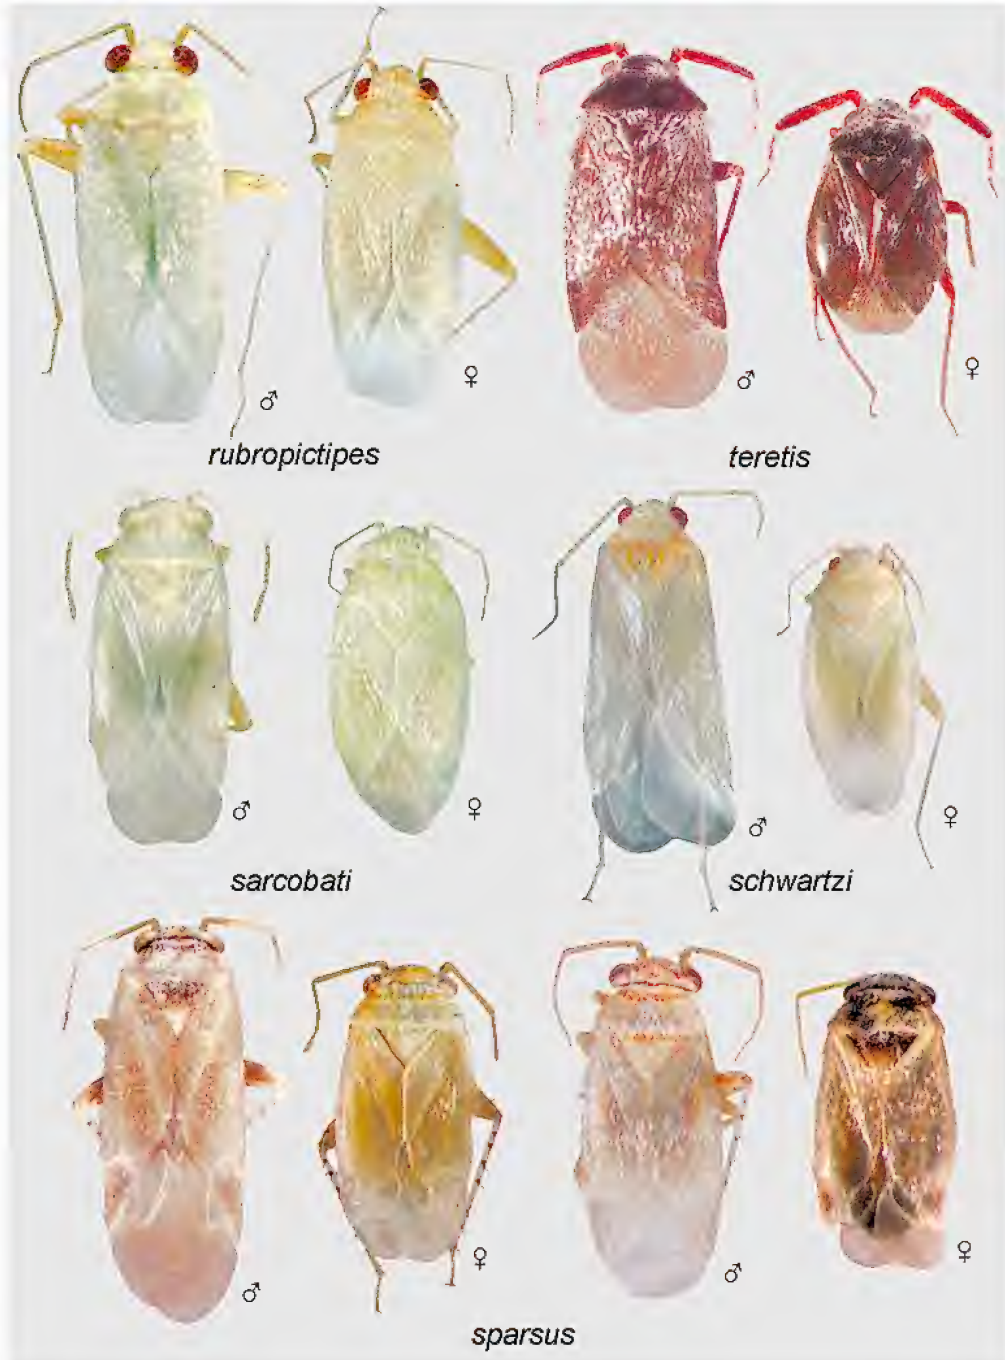 ♂ ♀ ♂ ♀
rubropictipes teretis
♂ ♀ ♂ ♀
sarcobati schwartzi
♂ ♀ ♂ ♀
sparsus